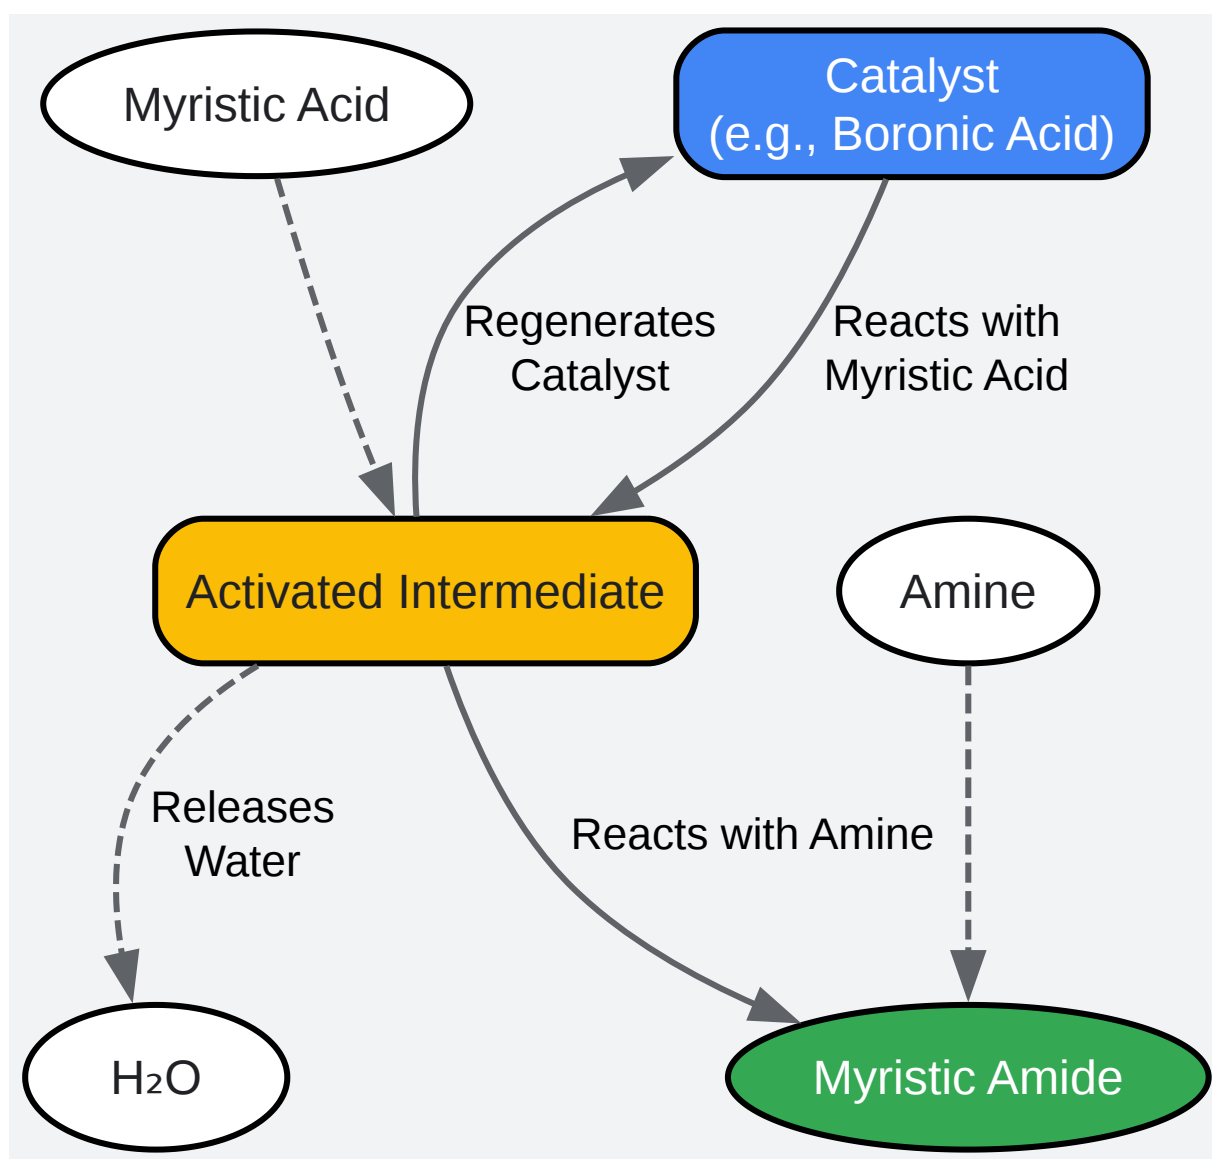 Myristic Acid
Catalyst
(e.g., Boronic Acid)
Regenerates
Catalyst
Reacts with
Myristic Acid
Activated Intermediate
Amine
Releases
Water
Reacts with Amine
H₂O
Myristic Amide